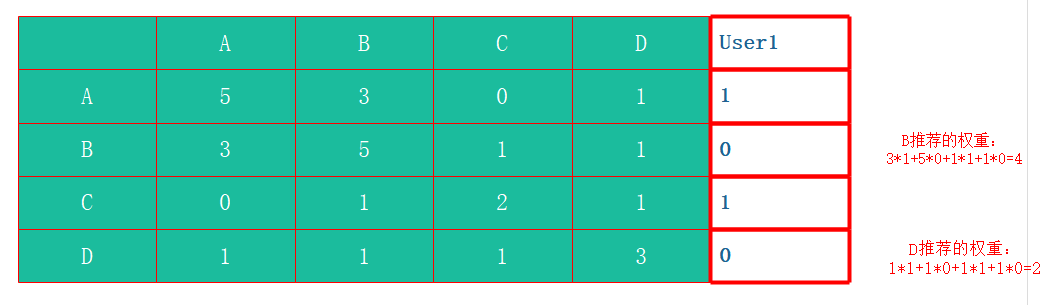 A B C D User1
A 5 3 0 1 1
B 3 5 1 1 0
C 0 1 2 1 1
D 1 1 1 3 0
B推荐的权重:
3*1+5*0+1*1+1*0=4
D推荐的权重:
1*1+1*0+1*1+1*0=2